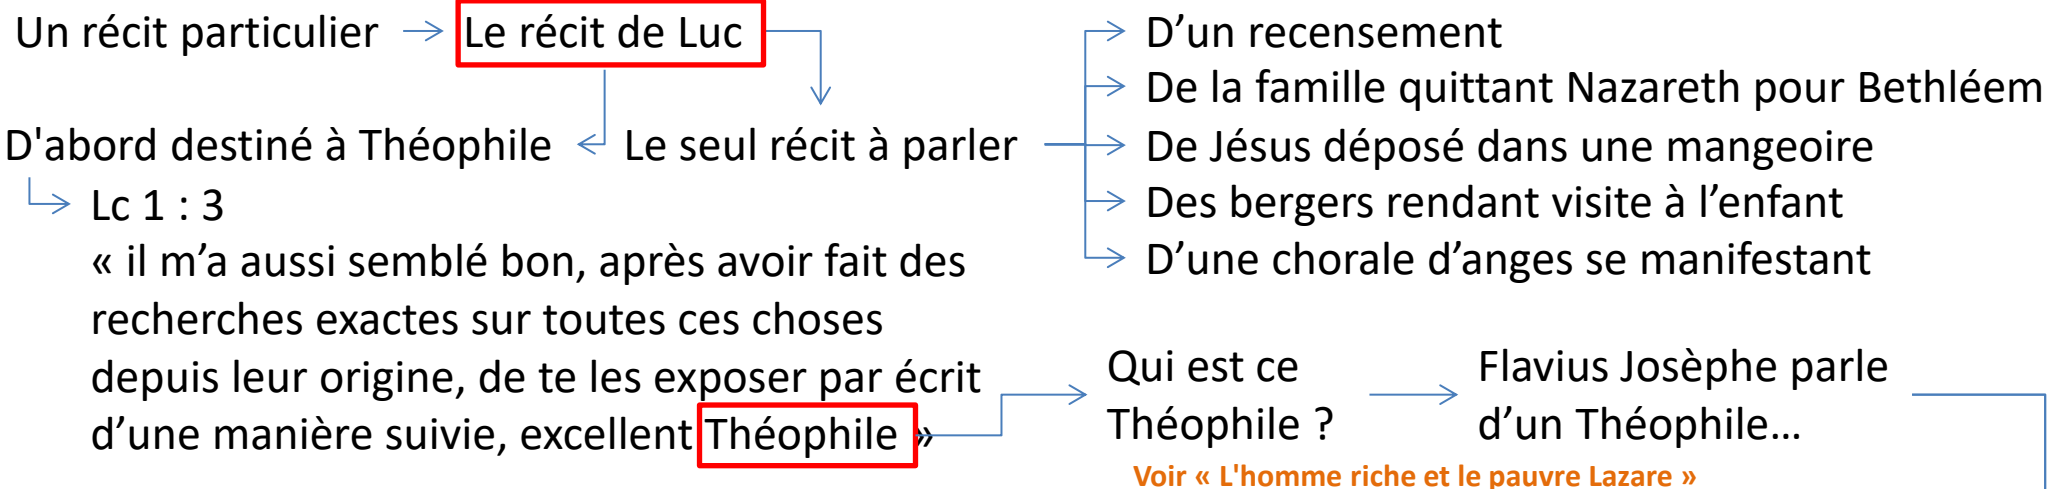 Un récit particulier
Le récit de Luc
D'abord destiné à Théophile
Le seul récit à parler
D’un recensement
De la famille quittant Nazareth pour Bethléem
De Jésus déposé dans une mangeoire
Des bergers rendant visite à l’enfant
D’une chorale d’anges se manifestant
Lc 1 : 3
« il m’a aussi semblé bon, après avoir fait des
recherches exactes sur toutes ces choses
depuis leur origine, de te les exposer par écrit
d’une manière suivie, excellent Théophile »
Qui est ce
Théophile ?
Flavius Josèphe parle
d’un Théophile…
Voir « L'homme riche et le pauvre Lazare »